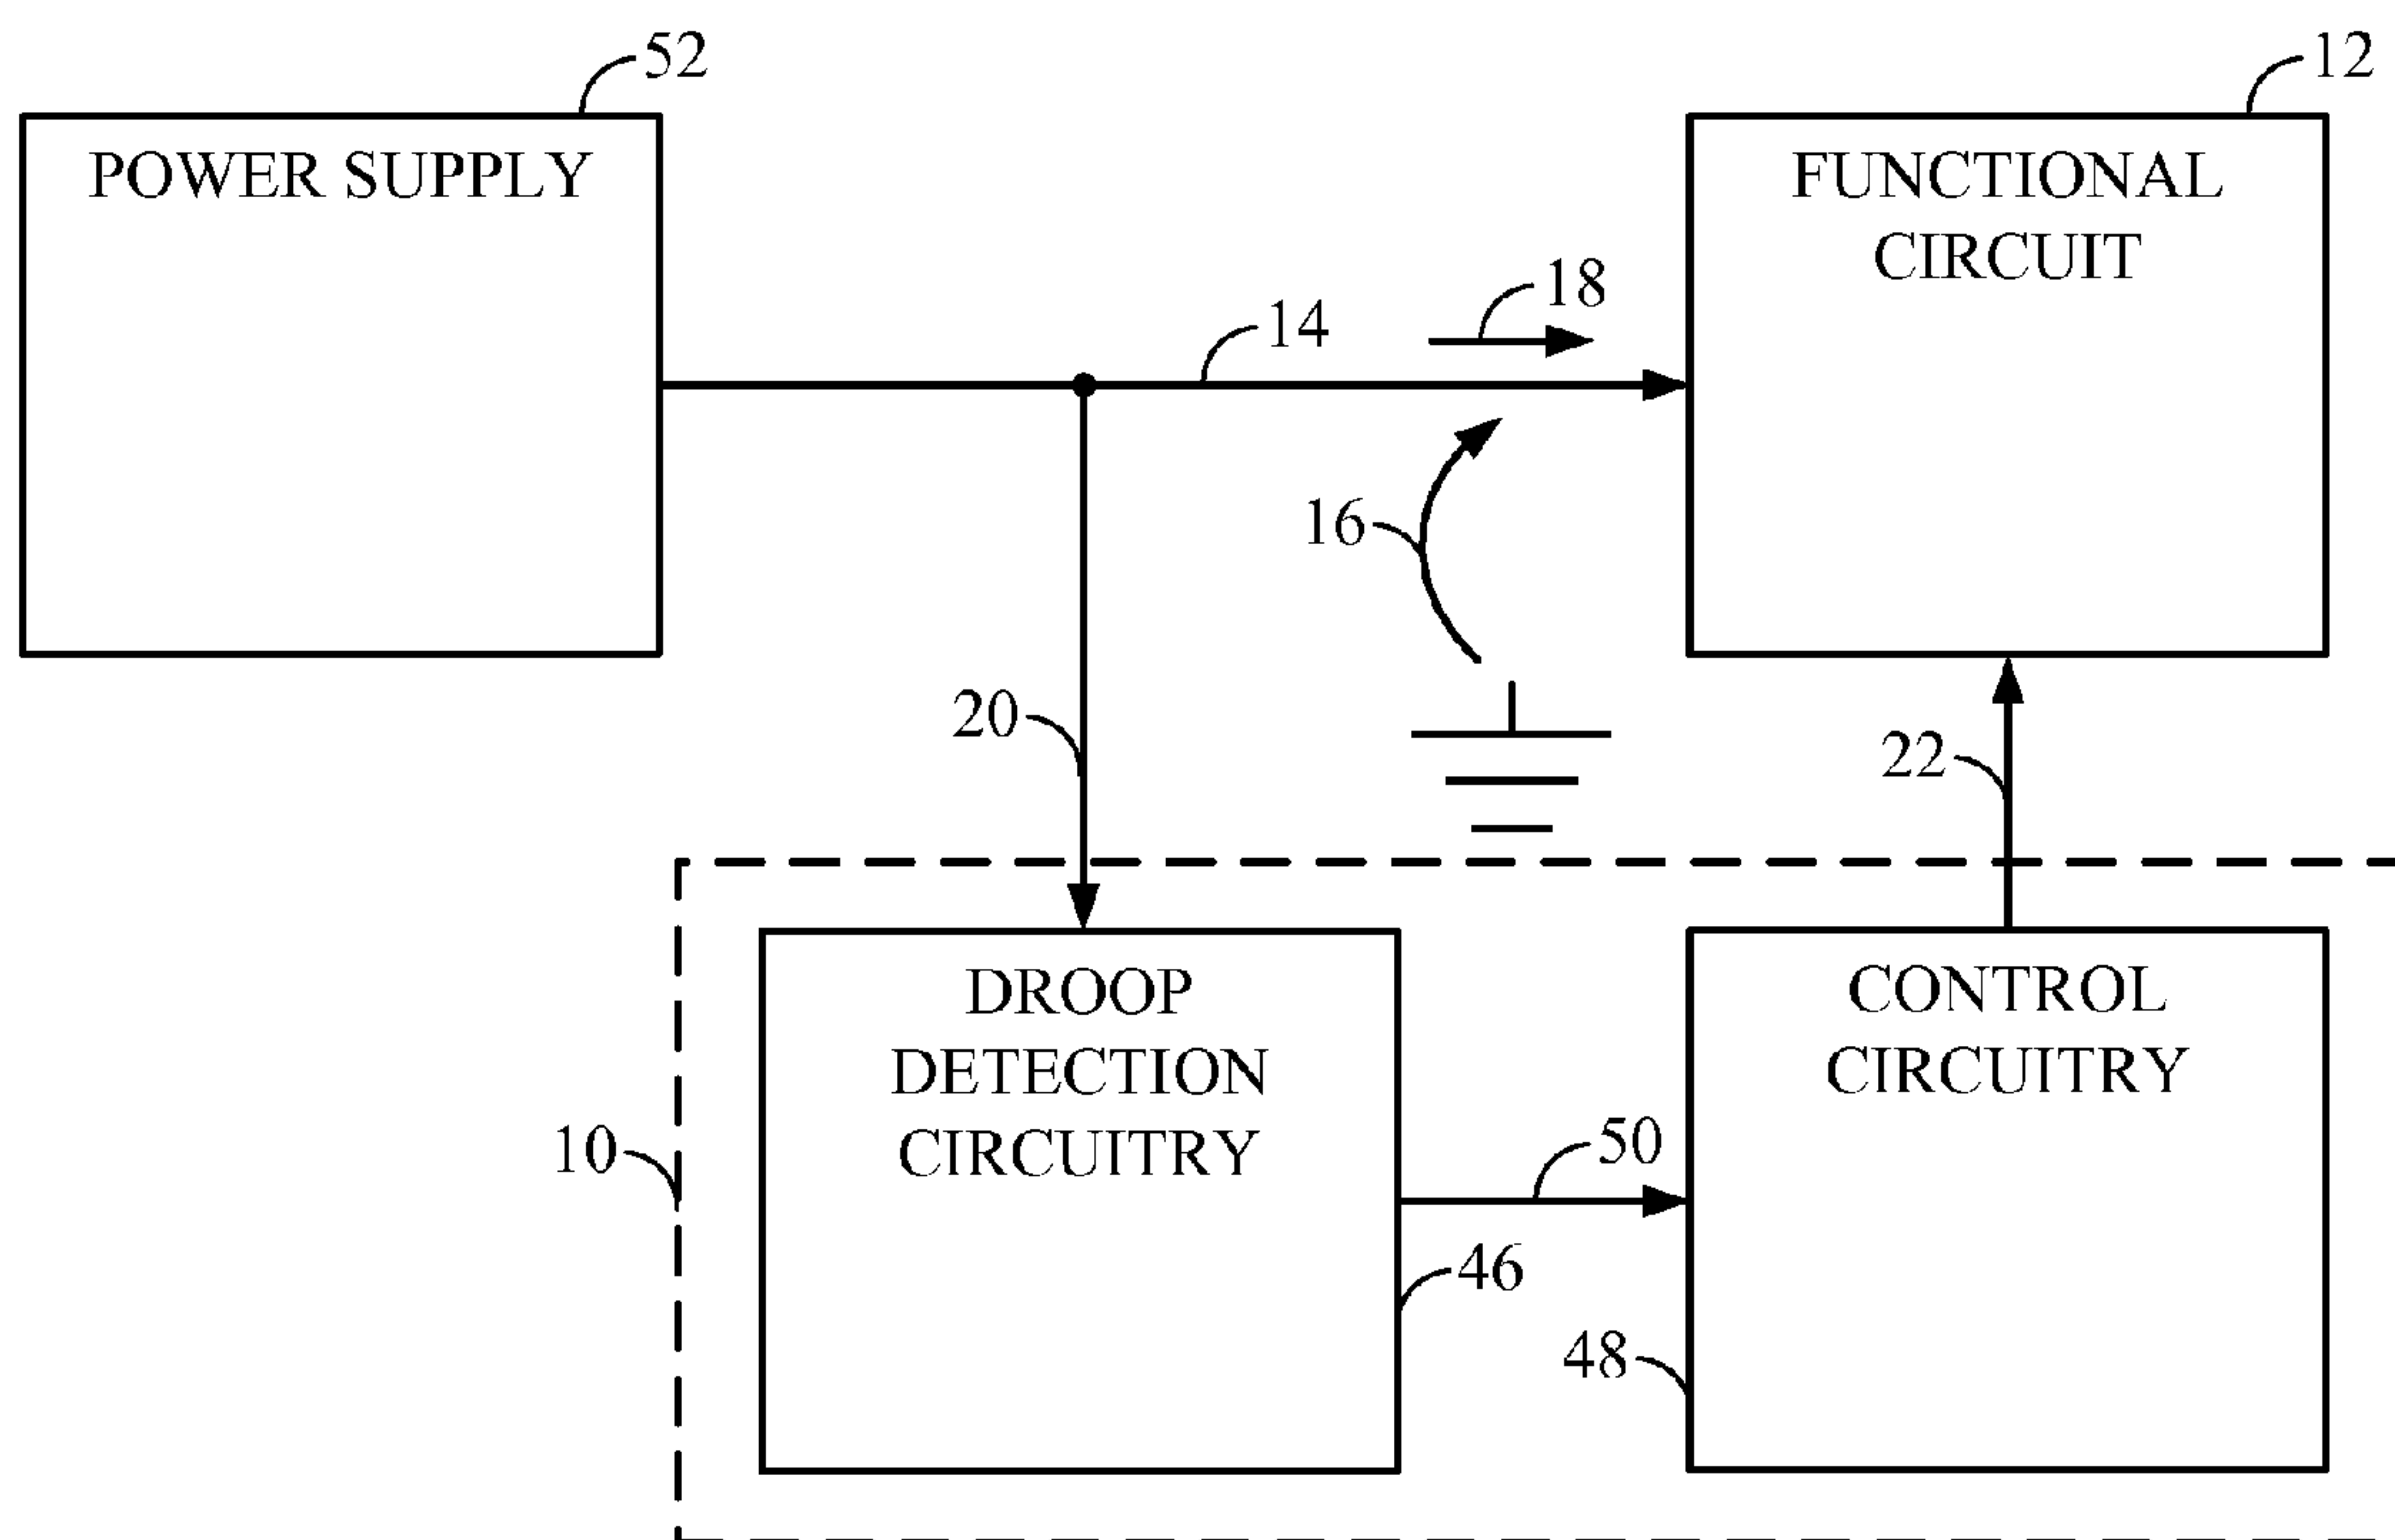 52
12
POWER SUPPLY
FUNCTIONAL
CIRCUIT
18
14
16
20
22
DROOP
DETECTION
CIRCUITRY
CONTROL
CIRCUITRY
10
50
46
48